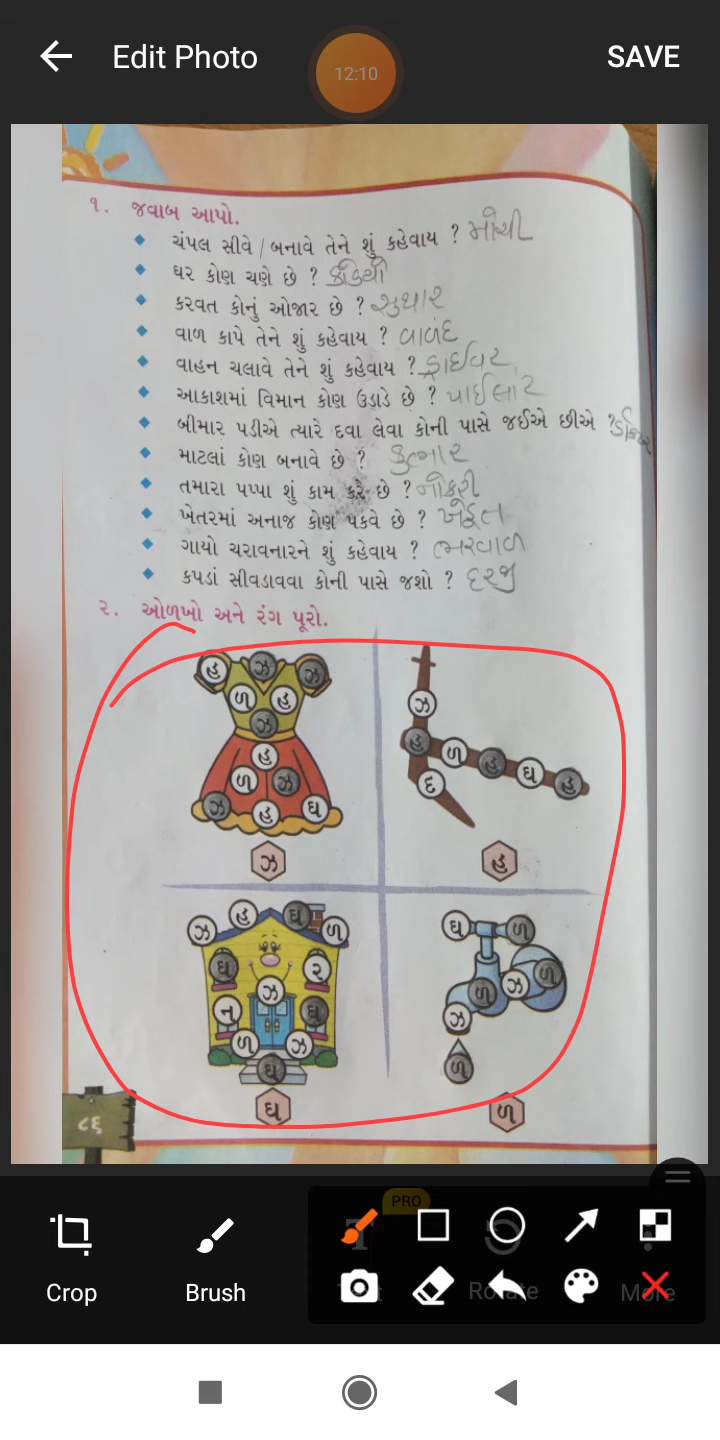 Edit Photo
12:10
SAVE
૧. જવાબ આપો.
ચંપલ સીવે / બનાવે તેને શું કહેવાય ? મોચી
ઘર કોણ ચણે છે ? કડિયો
કરવત કોનું ઓજાર છે ? સુથાર
વાળ કાપે તેને શું કહેવાય ? વાળંદ
વાહન ચલાવે તેને શું કહેવાય ? ડ્રાઈવર
આકાશમાં વિમાન કોણ ઉડાડે છે ? પાઈલોટ
બીમાર પડીએ ત્યારે દવા લેવા કોની પાસે જઈએ છીએ ?
માટલાં કોણ બનાવે છે ? કુંભાર
તમારા પપ્પા શું કામ કરે છે ? નોકરી
ખેતરમાં અનાજ કોણ પકવે છે ? ખેડૂત
ગાયો ચરાવનારને શું કહેવાય ? ભરવાળ
કપડાં સીવડાવવા કોની પાસે જશો ? દરજી
૨. ઓળખો અને રંગ પૂરો.
હ ઝ ઝ
ળ હ
ઝ
હ
ળ ઝ
ઝ હ ઘ
ઝ
ઝ
હ ળ હ ઘ હ
દ
હ
ઝ હ ઘ ળ
ઘ ર
ઝ
ન ઘ
ળ ઝ
ઘ
ઘ
ઘ ળ
ળ ઝ ળ
ઝ
ળ
ળ
૮૬
PRO
Crop
Brush
Rotate
More